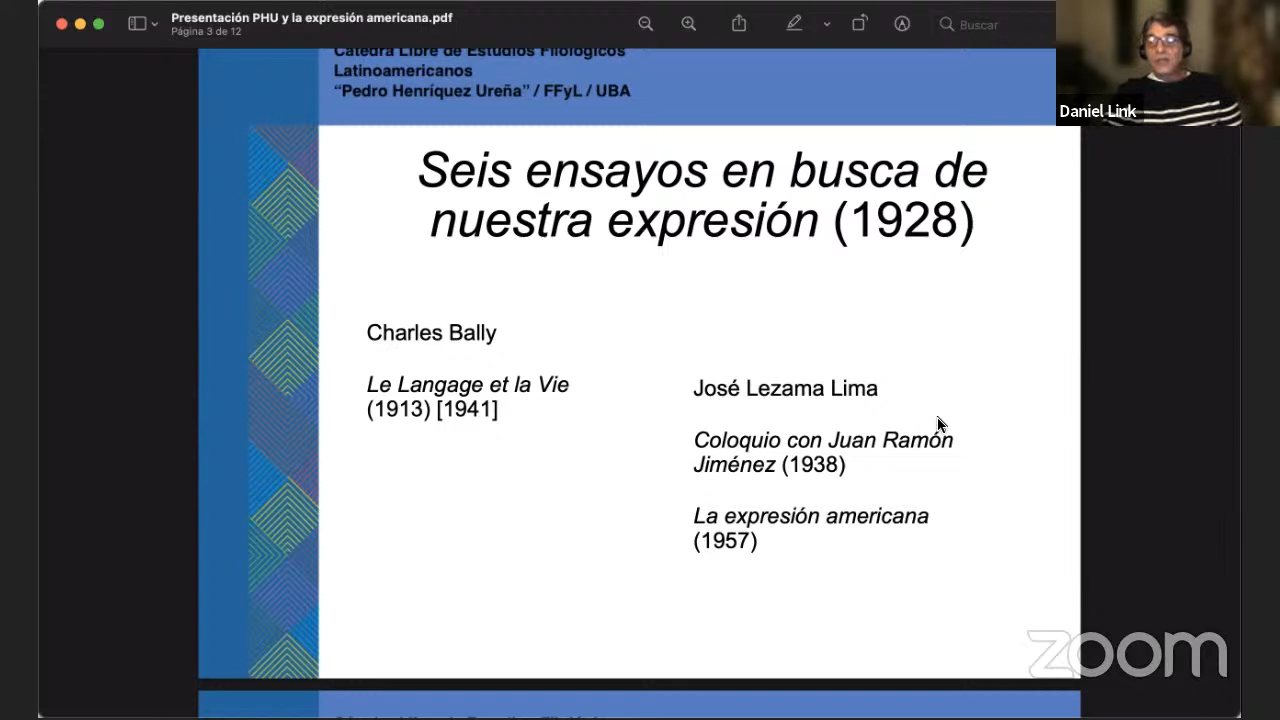 Presentación PHU y la expresión americana.pdf
Página 3 de 12
Buscar
Daniel Link
Cátedra Libre de Estudios Filológicos
Latinoamericanos
“Pedro Henríquez Ureña” / FFyL / UBA
Seis ensayos en busca de
nuestra expresión (1928)
Charles Bally
Le Langage et la Vie
(1913) [1941]
José Lezama Lima
Coloquio con Juan Ramón
Jiménez (1938)
La expresión americana
(1957)
zoom